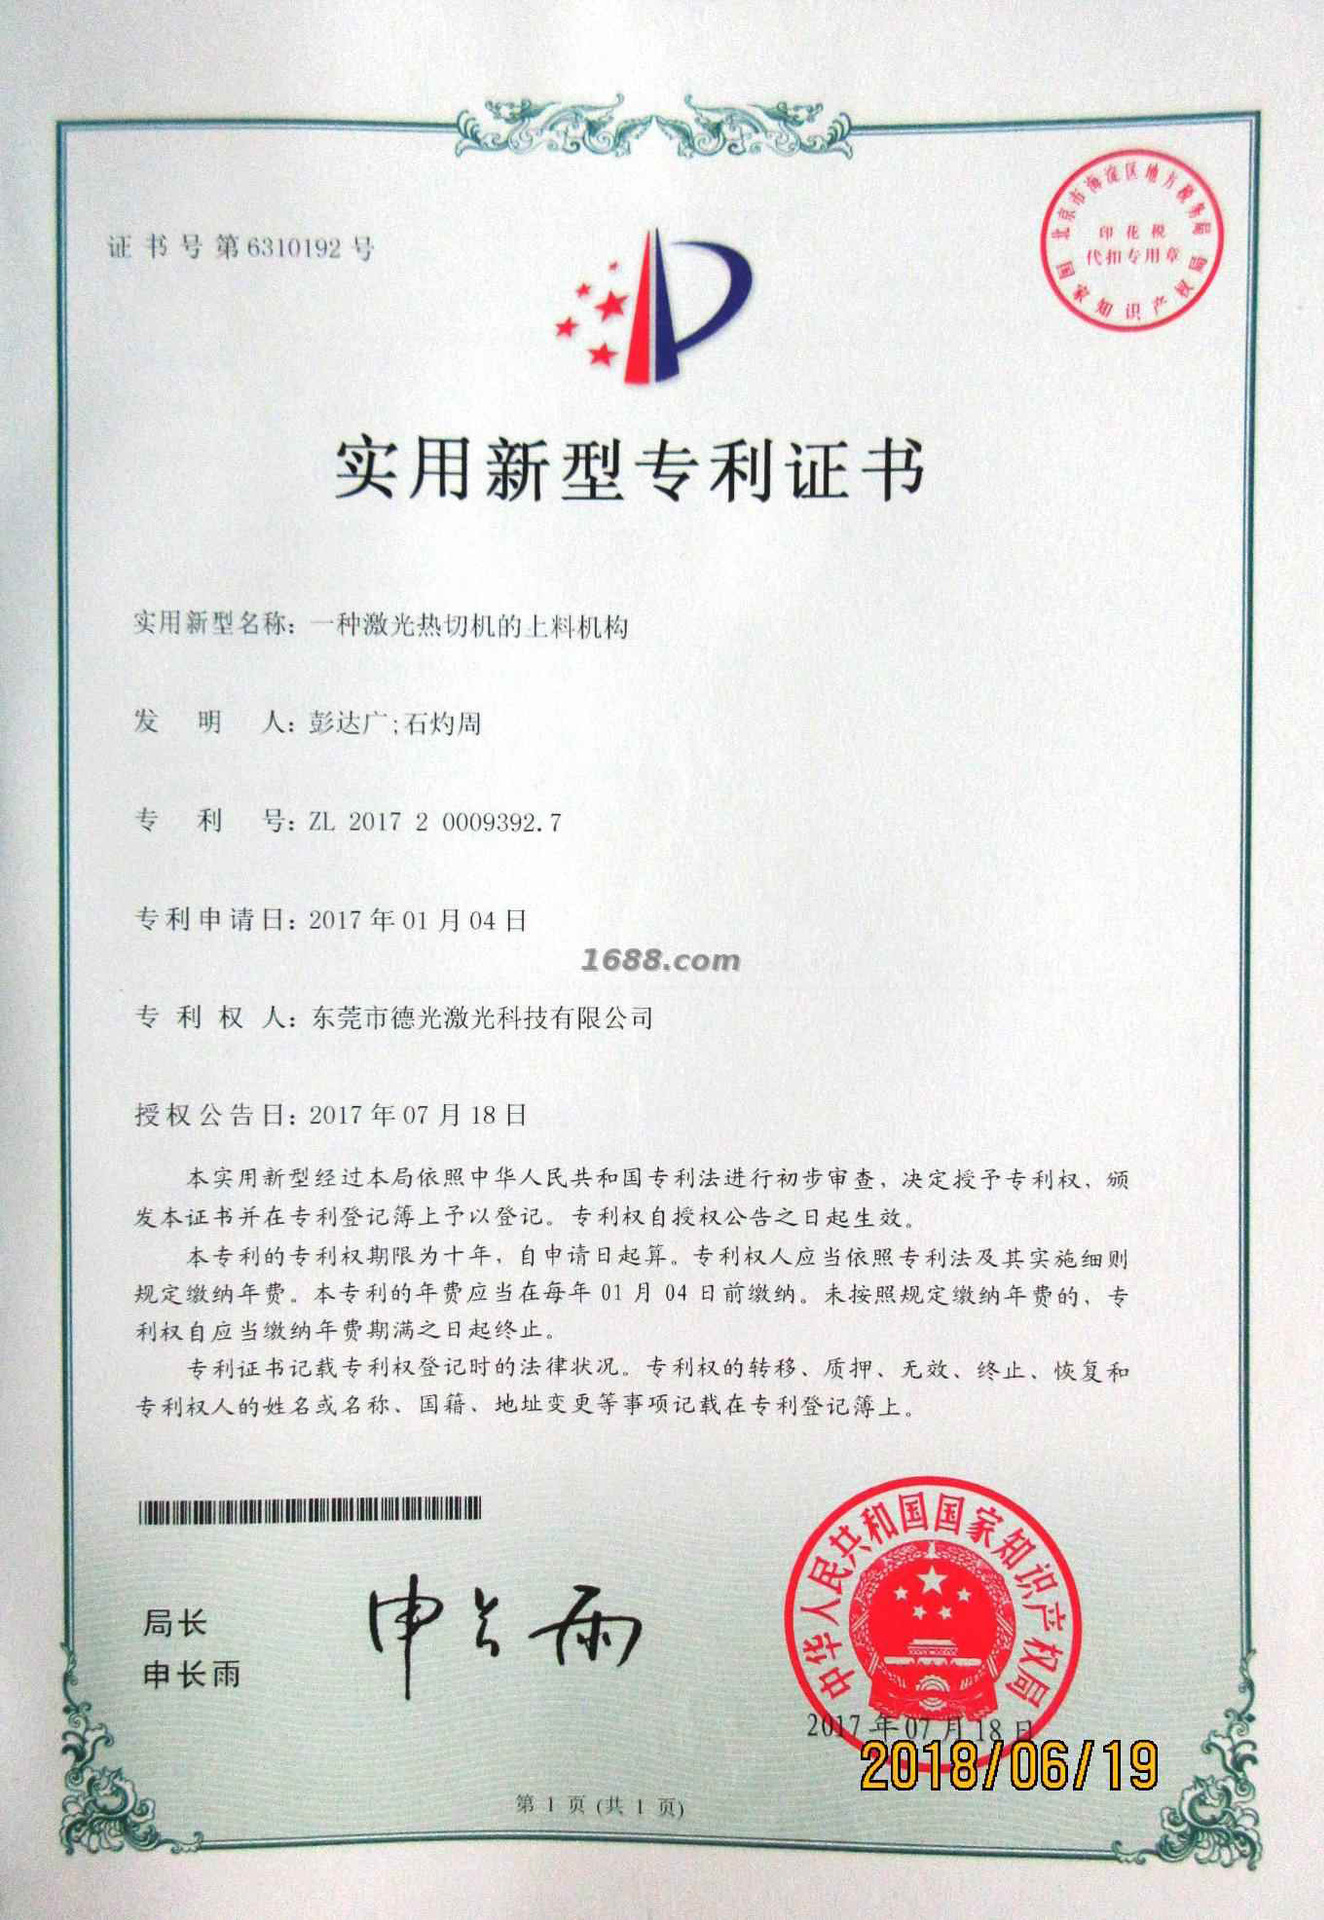 证书号第6310192号
北京市海淀区地方税务局
印花税
代扣专用章
国家知识产权局
实用新型专利证书
实用新型名称：一种激光热切机的上料机构
发明人：彭达广;石灼周
专利号：ZL 2017 2 0009392.7
专利申请日：2017年01月04日
1688.com
专利权人：东莞市德光激光科技有限公司
授权公告日：2017年07月18日
本实用新型经过本局依照中华人民共和国专利法进行初步审查，决定授予专利权，颁
发本证书并在专利登记簿上予以登记。专利权自授权公告之日起生效。
本专利的专利权期限为十年，自申请日起算。专利权人应当依照专利法及其实施细则
规定缴纳年费。本专利的年费应当在每年01月04日前缴纳。未按照规定缴纳年费的，专
利权自应当缴纳年费期满之日起终止。
专利证书记载专利权登记时的法律状况。专利权的转移、质押、无效、终止、恢复和
专利权人的姓名或名称、国籍、地址变更等事项记载在专利登记簿上。
中华人民共和国国家知识产权局
局长
申长雨
申长雨
2017年07月18日
2018/06/19
第1页(共1页)